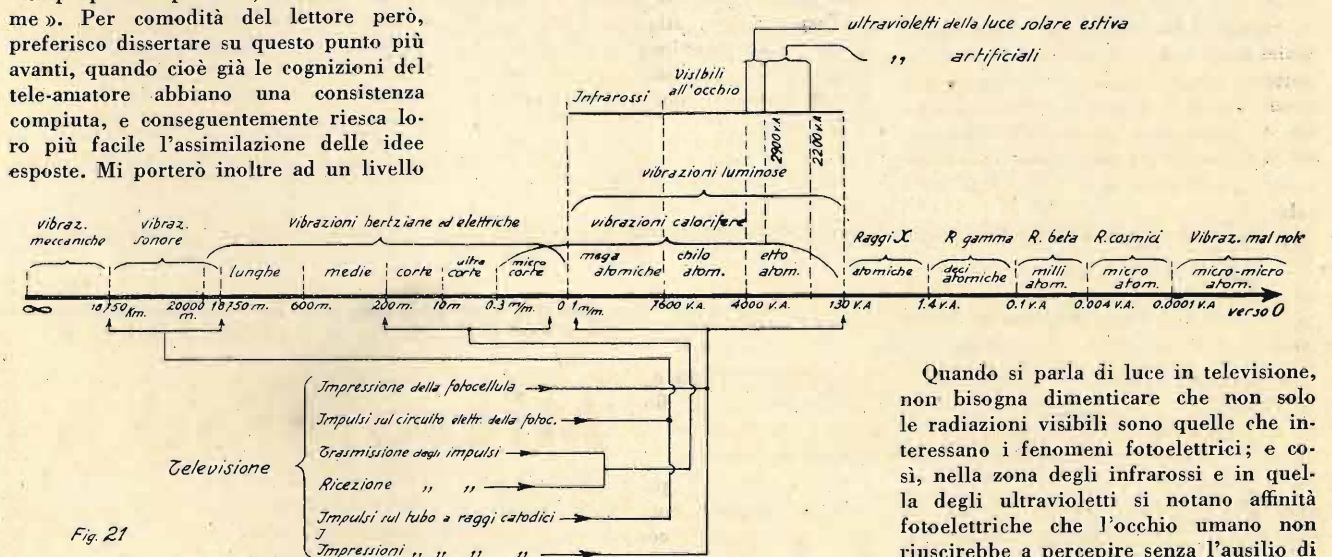 me ». Per comodità del lettore però,
preferisco dissertare su questo punto più
avanti, quando cioè già le cognizioni del
tele-amatore abbiano una consistenza
compiuta, e conseguentemente riesca lo-
ro più facile l'assimilazione delle idee
esposte. Mi porterò inoltre ad un livello
ultravioletti della luce solare estiva
,, artificiali
Infrarossi
Visibili
all'occhio
2900 v.A
2200 v.A
vibrazioni luminose
vibraz.
meccaniche
vibraz.
sonore
vibrazioni hertziane ed elettriche
vibrazioni calorifere
Raggi X
R gamma
R. beta
R. cosmici
Vibraz. mal note
lunghe
medie
corte
ultra
corte
micro
corte
mega
atomiche
chilo
atom.
etto
atom.
atomiche
deci
atomiche
milli
atom.
micro
atom.
micro-micro
atom.
∞
18750 Km.
20000 m.
18750 m.
600 m.
200 m.
10 m
0.3 m/m.
0 1 m/m.
7600 v.A.
4000 v.A.
130 v.A
1.4 v.A.
0.1 v.A.
0.004 v.A.
0.0001 v.A
verso 0
Televisione
Impressione della fotocellula
Impulsi sul circuito elettr. della fotoc.
Trasmissione degli impulsi
Ricezione ,, ,,
Impulsi sul tubo a raggi catodici
J
Impressioni ,, ,, ,, ,,
Fig. 21
Quando si parla di luce in televisione,
non bisogna dimenticare che non solo
le radiazioni visibili sono quelle che in-
teressano i fenomeni fotoelettrici; e co-
sì, nella zona degli infrarossi e in quel-
la degli ultravioletti si notano affinità
fotoelettriche che l'occhio umano non
riuscirebbe a percepire senza l'ausilio di